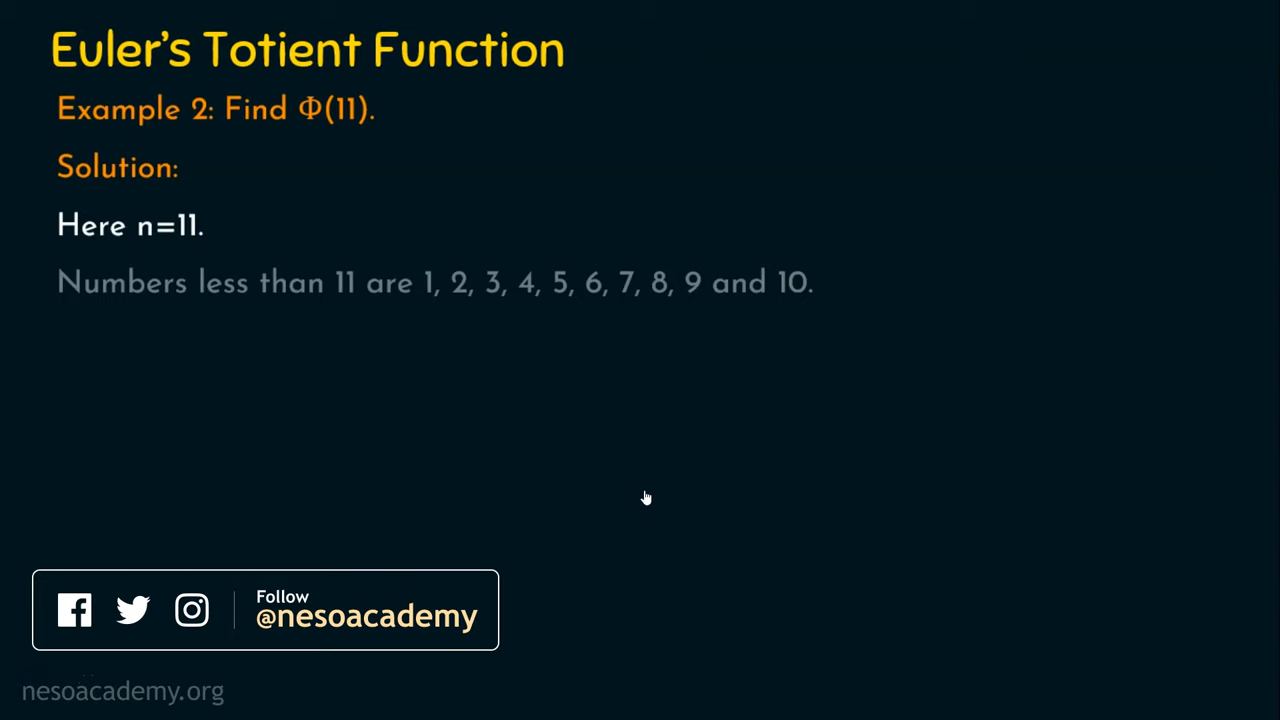 Euler's Totient Function
Example 2: Find Φ(11).
Solution:
Here n=11.
Numbers less than 11 are 1, 2, 3, 4, 5, 6, 7, 8, 9 and 10.
Follow
@nesoacademy
nesoacademy.org